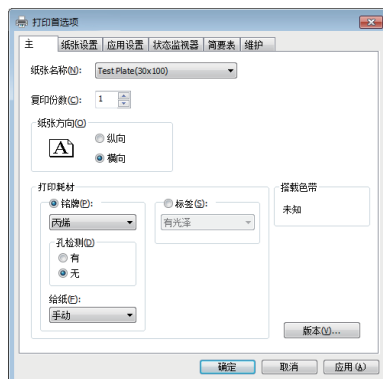 打印首选项
主 纸张设置 应用设置 状态监视器 简要表 维护
纸张名称(N): Test Plate(30x100)
复印份数(C): 1
纸张方向(O)
A
纵向
横向
打印耗材
铭牌(P):
丙烯
孔检测(D)
有
无
给纸(F):
手动
标签(S):
有光泽
搭载色带
未知
版本(V)...
确定 取消 应用(A)